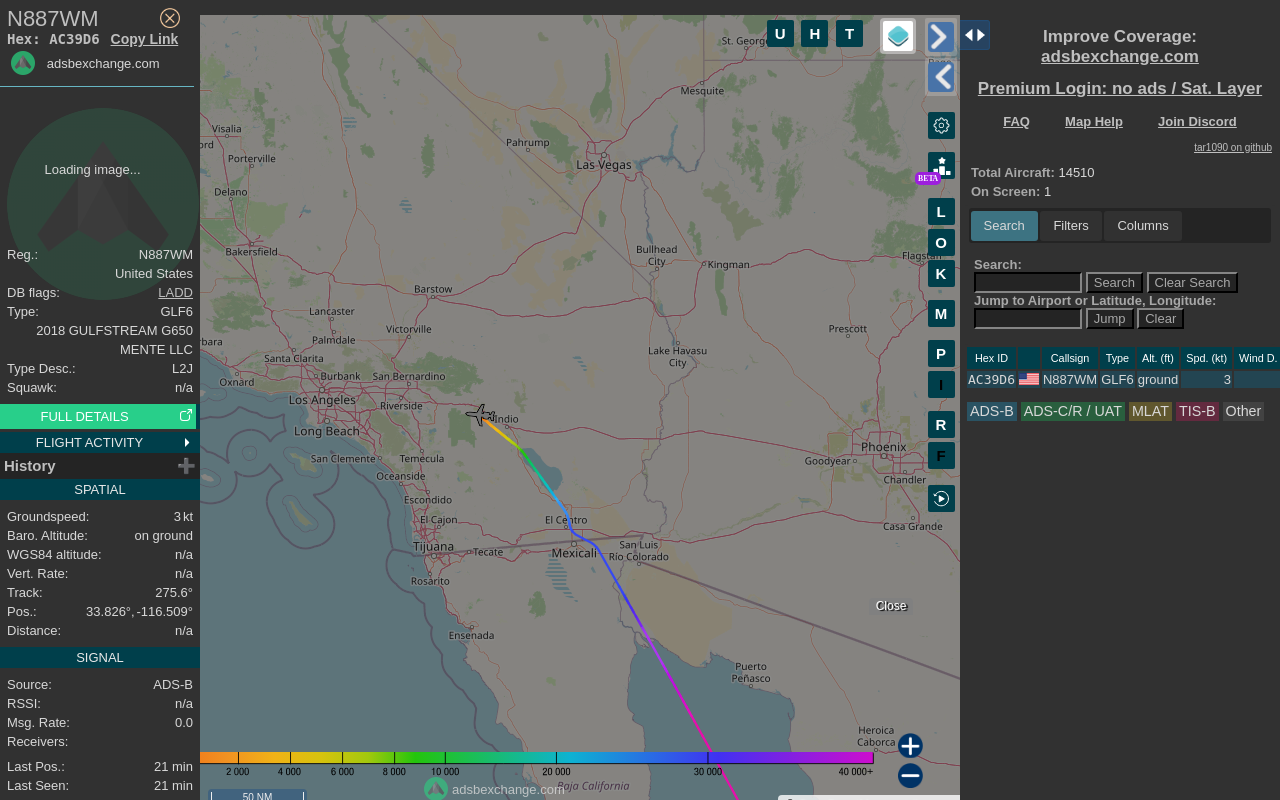 N887WM
Hex: AC39D6 Copy Link
adsbexchange.com
Loading image...
Reg.: N887WM
United States
DB flags: LADD
Type: GLF6
2018 GULFSTREAM G650
MENTE LLC
Type Desc.: L2J
Squawk: n/a
FULL DETAILS
FLIGHT ACTIVITY
History
SPATIAL
Groundspeed: 3 kt
Baro. Altitude: on ground
WGS84 altitude: n/a
Vert. Rate: n/a
Track: 275.6°
Pos.: 33.826°, -116.509°
Distance: n/a
SIGNAL
Source: ADS-B
RSSI: n/a
Msg. Rate: 0.0
Receivers:
Last Pos.: 21 min
Last Seen: 21 min
U H T
St. George
Mesquite
Visalia
Porterville
Delano
Pahrump
Las Vegas
BETA
L
O
K
M
P
I
R
F
Bakersfield
Bullhead
City
Kingman
Barstow
Lancaster
Palmdale
Victorville
Prescott
Santa Clarita
Lake Havasu
City
Oxnard
Burbank
San Bernardino
Los Angeles
Riverside
Indio
Long Beach
San Clemente
Temecula
Phoenix
Goodyear
Chandler
Oceanside
Escondido
El Cajon
El Centro
Casa Grande
Tijuana
Tecate
Mexicali
San Luis
Río Colorado
Rosarito
Close
Ensenada
Puerto
Peñasco
Heroica
Caborca
2 000 4 000 6 000 8 000 10 000 20 000 30 000 40 000+
adsbexchange.com
Baja California
50 NM
Improve Coverage:
adsbexchange.com
Premium Login: no ads / Sat. Layer
FAQ Map Help Join Discord
tar1090 on github
Total Aircraft: 14510
On Screen: 1
Search Filters Columns
Search:
Search Clear Search
Jump to Airport or Latitude, Longitude:
Jump Clear
Hex ID Callsign Type Alt. (ft) Spd. (kt) Wind D.
AC39D6 N887WM GLF6 ground 3
ADS-B ADS-C/R / UAT MLAT TIS-B Other